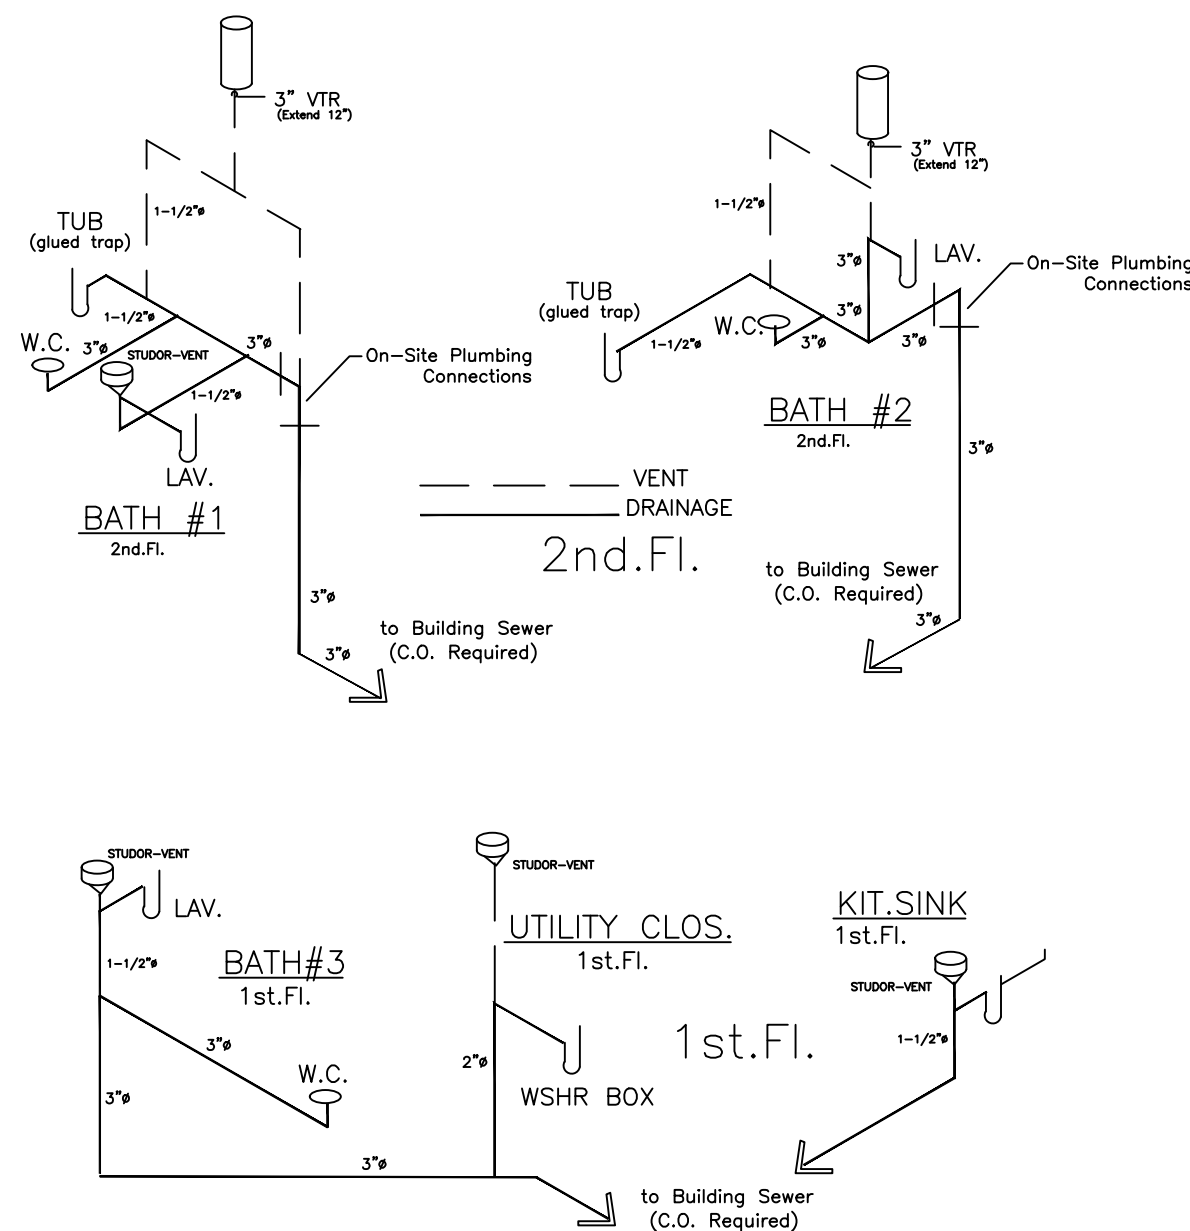 3" VTR
(Extend 12")
1-1/2"ø
TUB
(glued trap)
1-1/2"ø
W.C.
3"ø
STUDOR-VENT
3"ø
1-1/2"ø
On-Site Plumbing
Connections
LAV.
BATH #1
2nd.Fl.
3"ø
3"ø
to Building Sewer
(C.O. Required)
3" VTR
(Extend 12")
1-1/2"ø
LAV.
3"ø
On-Site Plumbing
Connections
TUB
(glued trap)
1-1/2"ø
W.C.
3"ø
3"ø
3"ø
BATH #2
2nd.Fl.
3"ø
to Building Sewer
(C.O. Required)
3"ø
VENT
DRAINAGE
2nd.Fl.
STUDOR-VENT
LAV.
1-1/2"ø
BATH#3
1st.Fl.
3"ø
W.C.
3"ø
3"ø
STUDOR-VENT
UTILITY CLOS.
1st.Fl.
2"ø
WSHR BOX
1st.Fl.
KIT.SINK
1st.Fl.
STUDOR-VENT
1-1/2"ø
to Building Sewer
(C.O. Required)